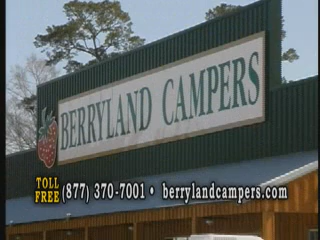 BERRYLAND CAMPERS
TOLL FREE (877) 370-7001 • berrylandcampers.com